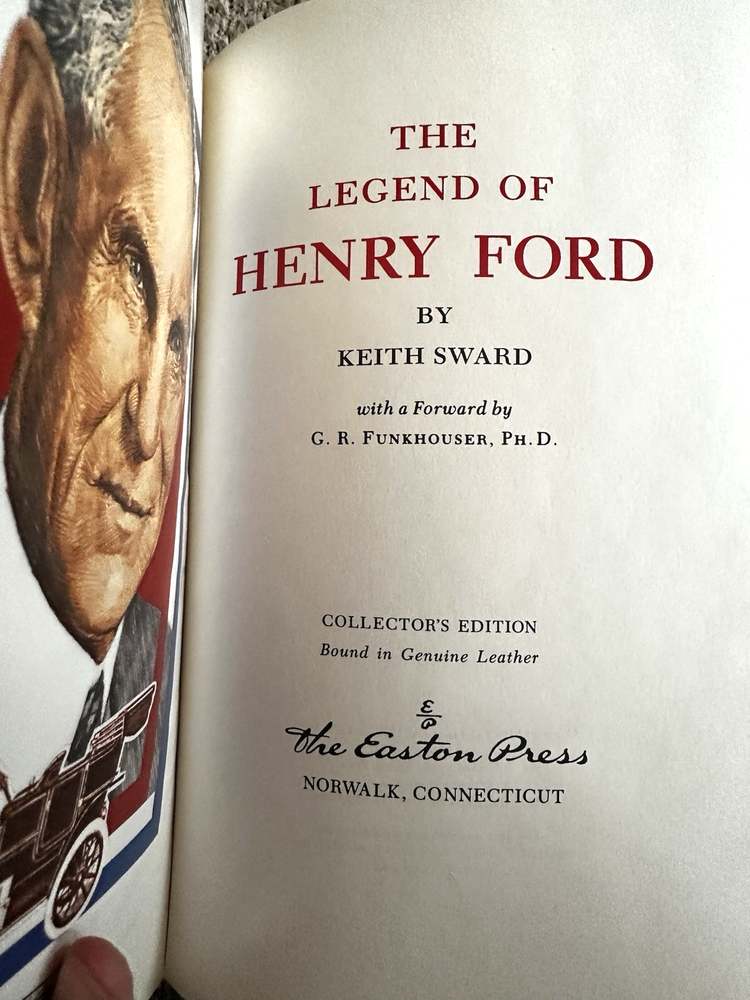 THE
LEGEND OF
HENRY FORD
BY
KEITH SWARD
with a Forward by
G. R. FUNKHOUSER, PH.D.
COLLECTOR'S EDITION
Bound in Genuine Leather
E
P
The Easton Press
NORWALK, CONNECTICUT